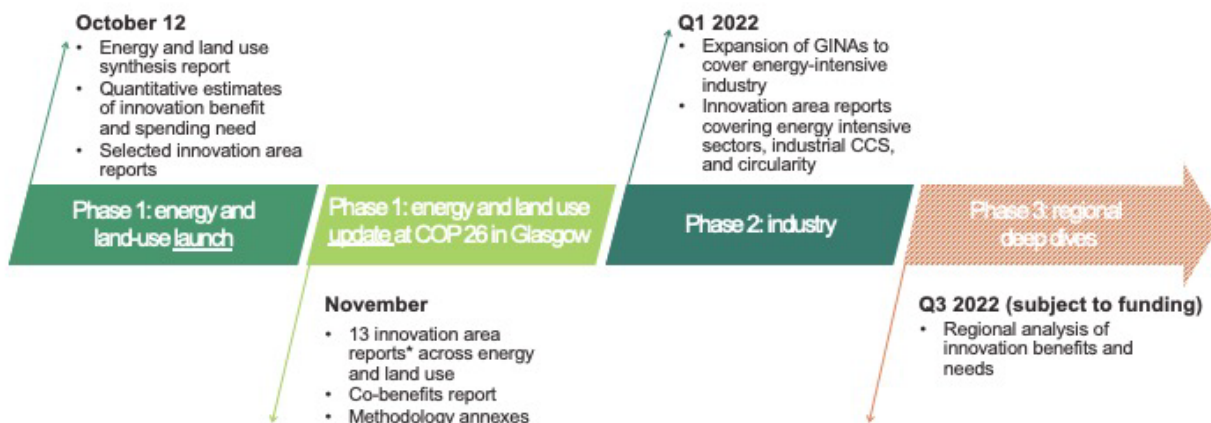 October 12
• Energy and land use
synthesis report
• Quantitative estimates
of innovation benefit
and spending need
• Selected innovation area
reports
Q1 2022
• Expansion of GINAs to
cover energy-intensive
industry
• Innovation area reports
covering energy intensive
sectors, industrial CCS,
and circularity
Phase 1: energy and
land-use launch
Phase 1: energy and land use
update at COP 26 in Glasgow
Phase 2: industry
Phase 3: regional
deep dives
November
• 13 innovation area
reports* across energy
and land use
• Co-benefits report
• Methodology annexes
Q3 2022 (subject to funding)
• Regional analysis of
innovation benefits and
needs